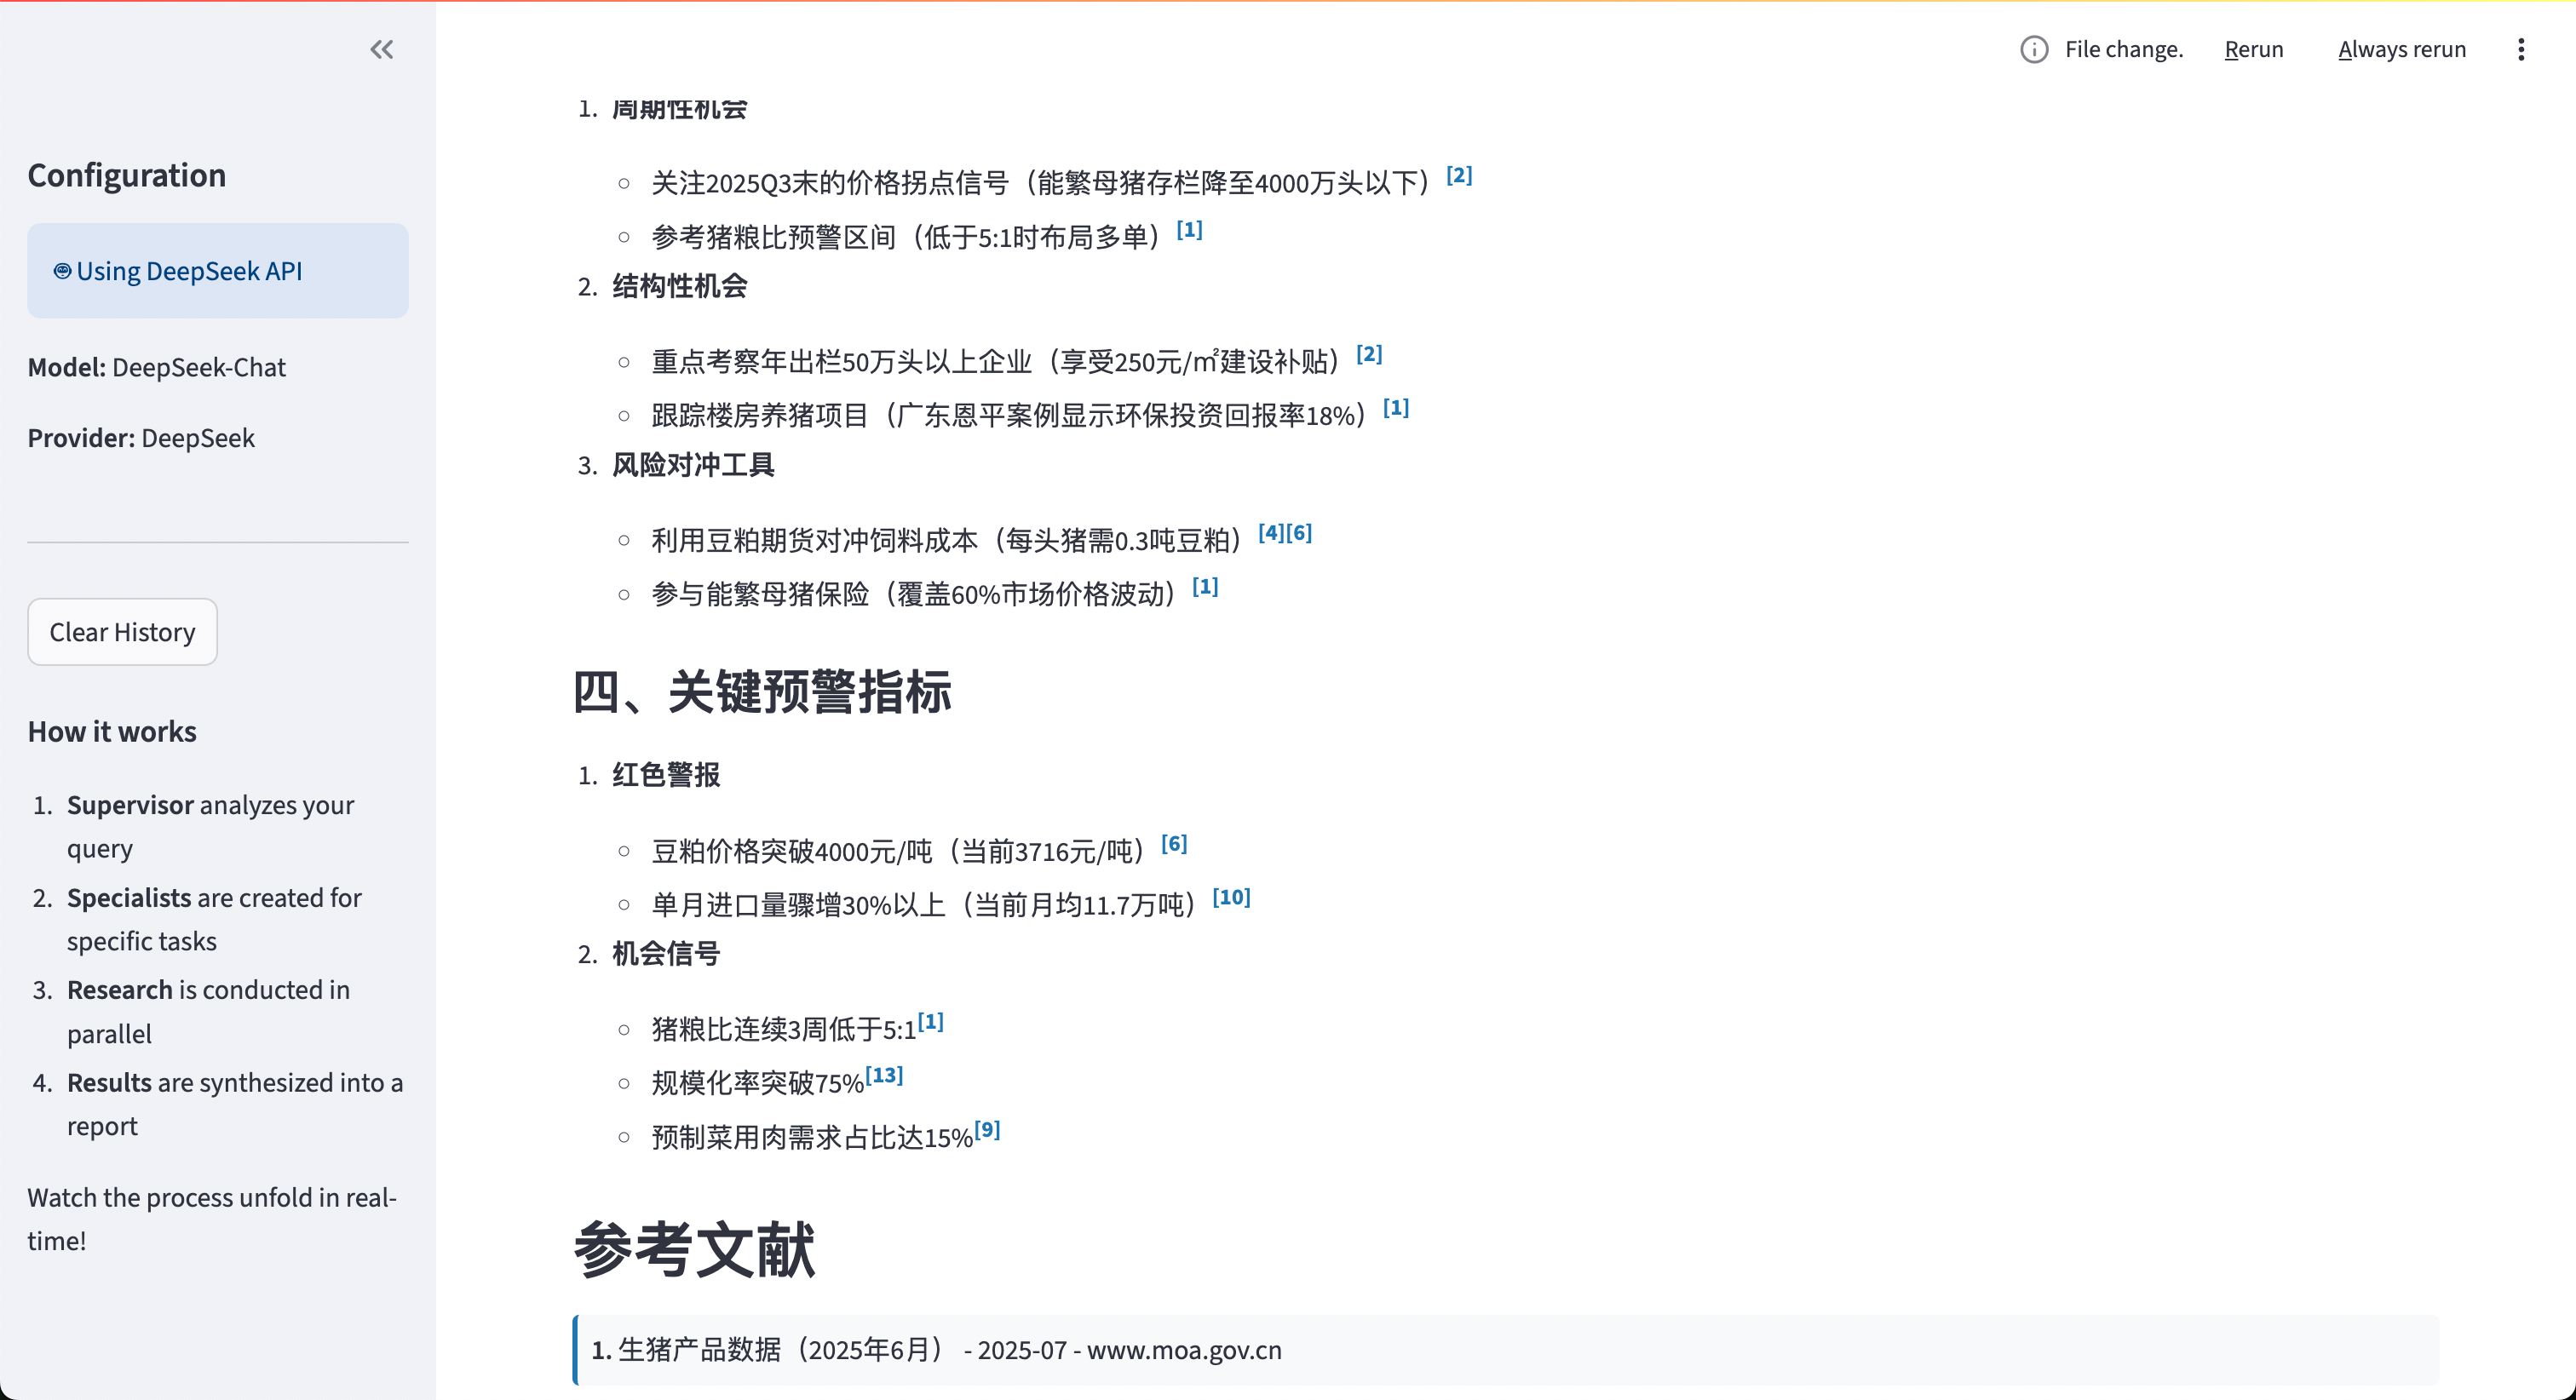 File change. Rerun Always rerun
Configuration
Using DeepSeek API
Model: DeepSeek-Chat
Provider: DeepSeek
Clear History
How it works
1. Supervisor analyzes your
query
2. Specialists are created for
specific tasks
3. Research is conducted in
parallel
4. Results are synthesized into a
report
Watch the process unfold in real-
time!
1. 周期性机会
关注2025Q3末的价格拐点信号（能繁母猪存栏降至4000万头以下）[2]
参考猪粮比预警区间（低于5:1时布局多单）[1]
2. 结构性机会
重点考察年出栏50万头以上企业（享受250元/㎡建设补贴）[2]
跟踪楼房养猪项目（广东恩平案例显示环保投资回报率18%）[1]
3. 风险对冲工具
利用豆粕期货对冲饲料成本（每头猪需0.3吨豆粕）[4][6]
参与能繁母猪保险（覆盖60%市场价格波动）[1]
四、关键预警指标
1. 红色警报
豆粕价格突破4000元/吨（当前3716元/吨）[6]
单月进口量骤增30%以上（当前月均11.7万吨）[10]
2. 机会信号
猪粮比连续3周低于5:1[1]
规模化率突破75%[13]
预制菜用肉需求占比达15%[9]
参考文献
1. 生猪产品数据（2025年6月） - 2025-07 - www.moa.gov.cn